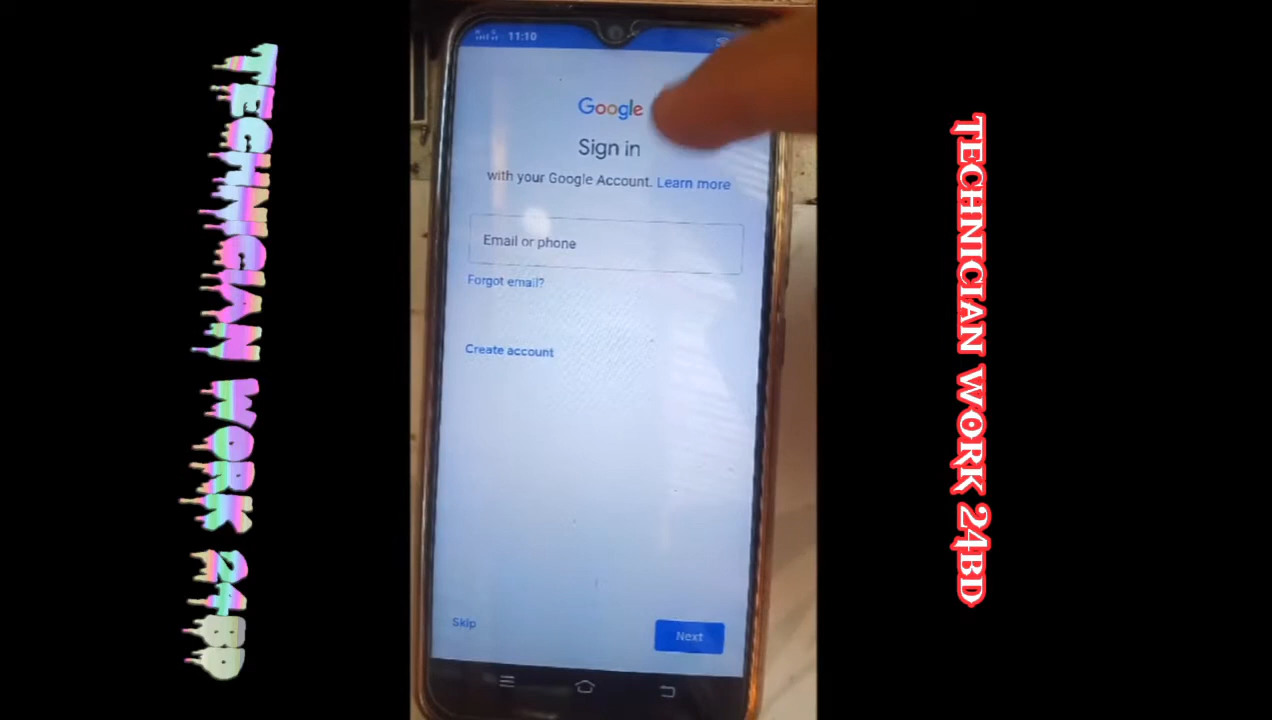 TECHNICIAN WORK 24BD
11:10
Google
Sign in
with your Google Account. Learn more
Email or phone
Forgot email?
Create account
Skip
Next
TECHNICIAN WORK 24BD